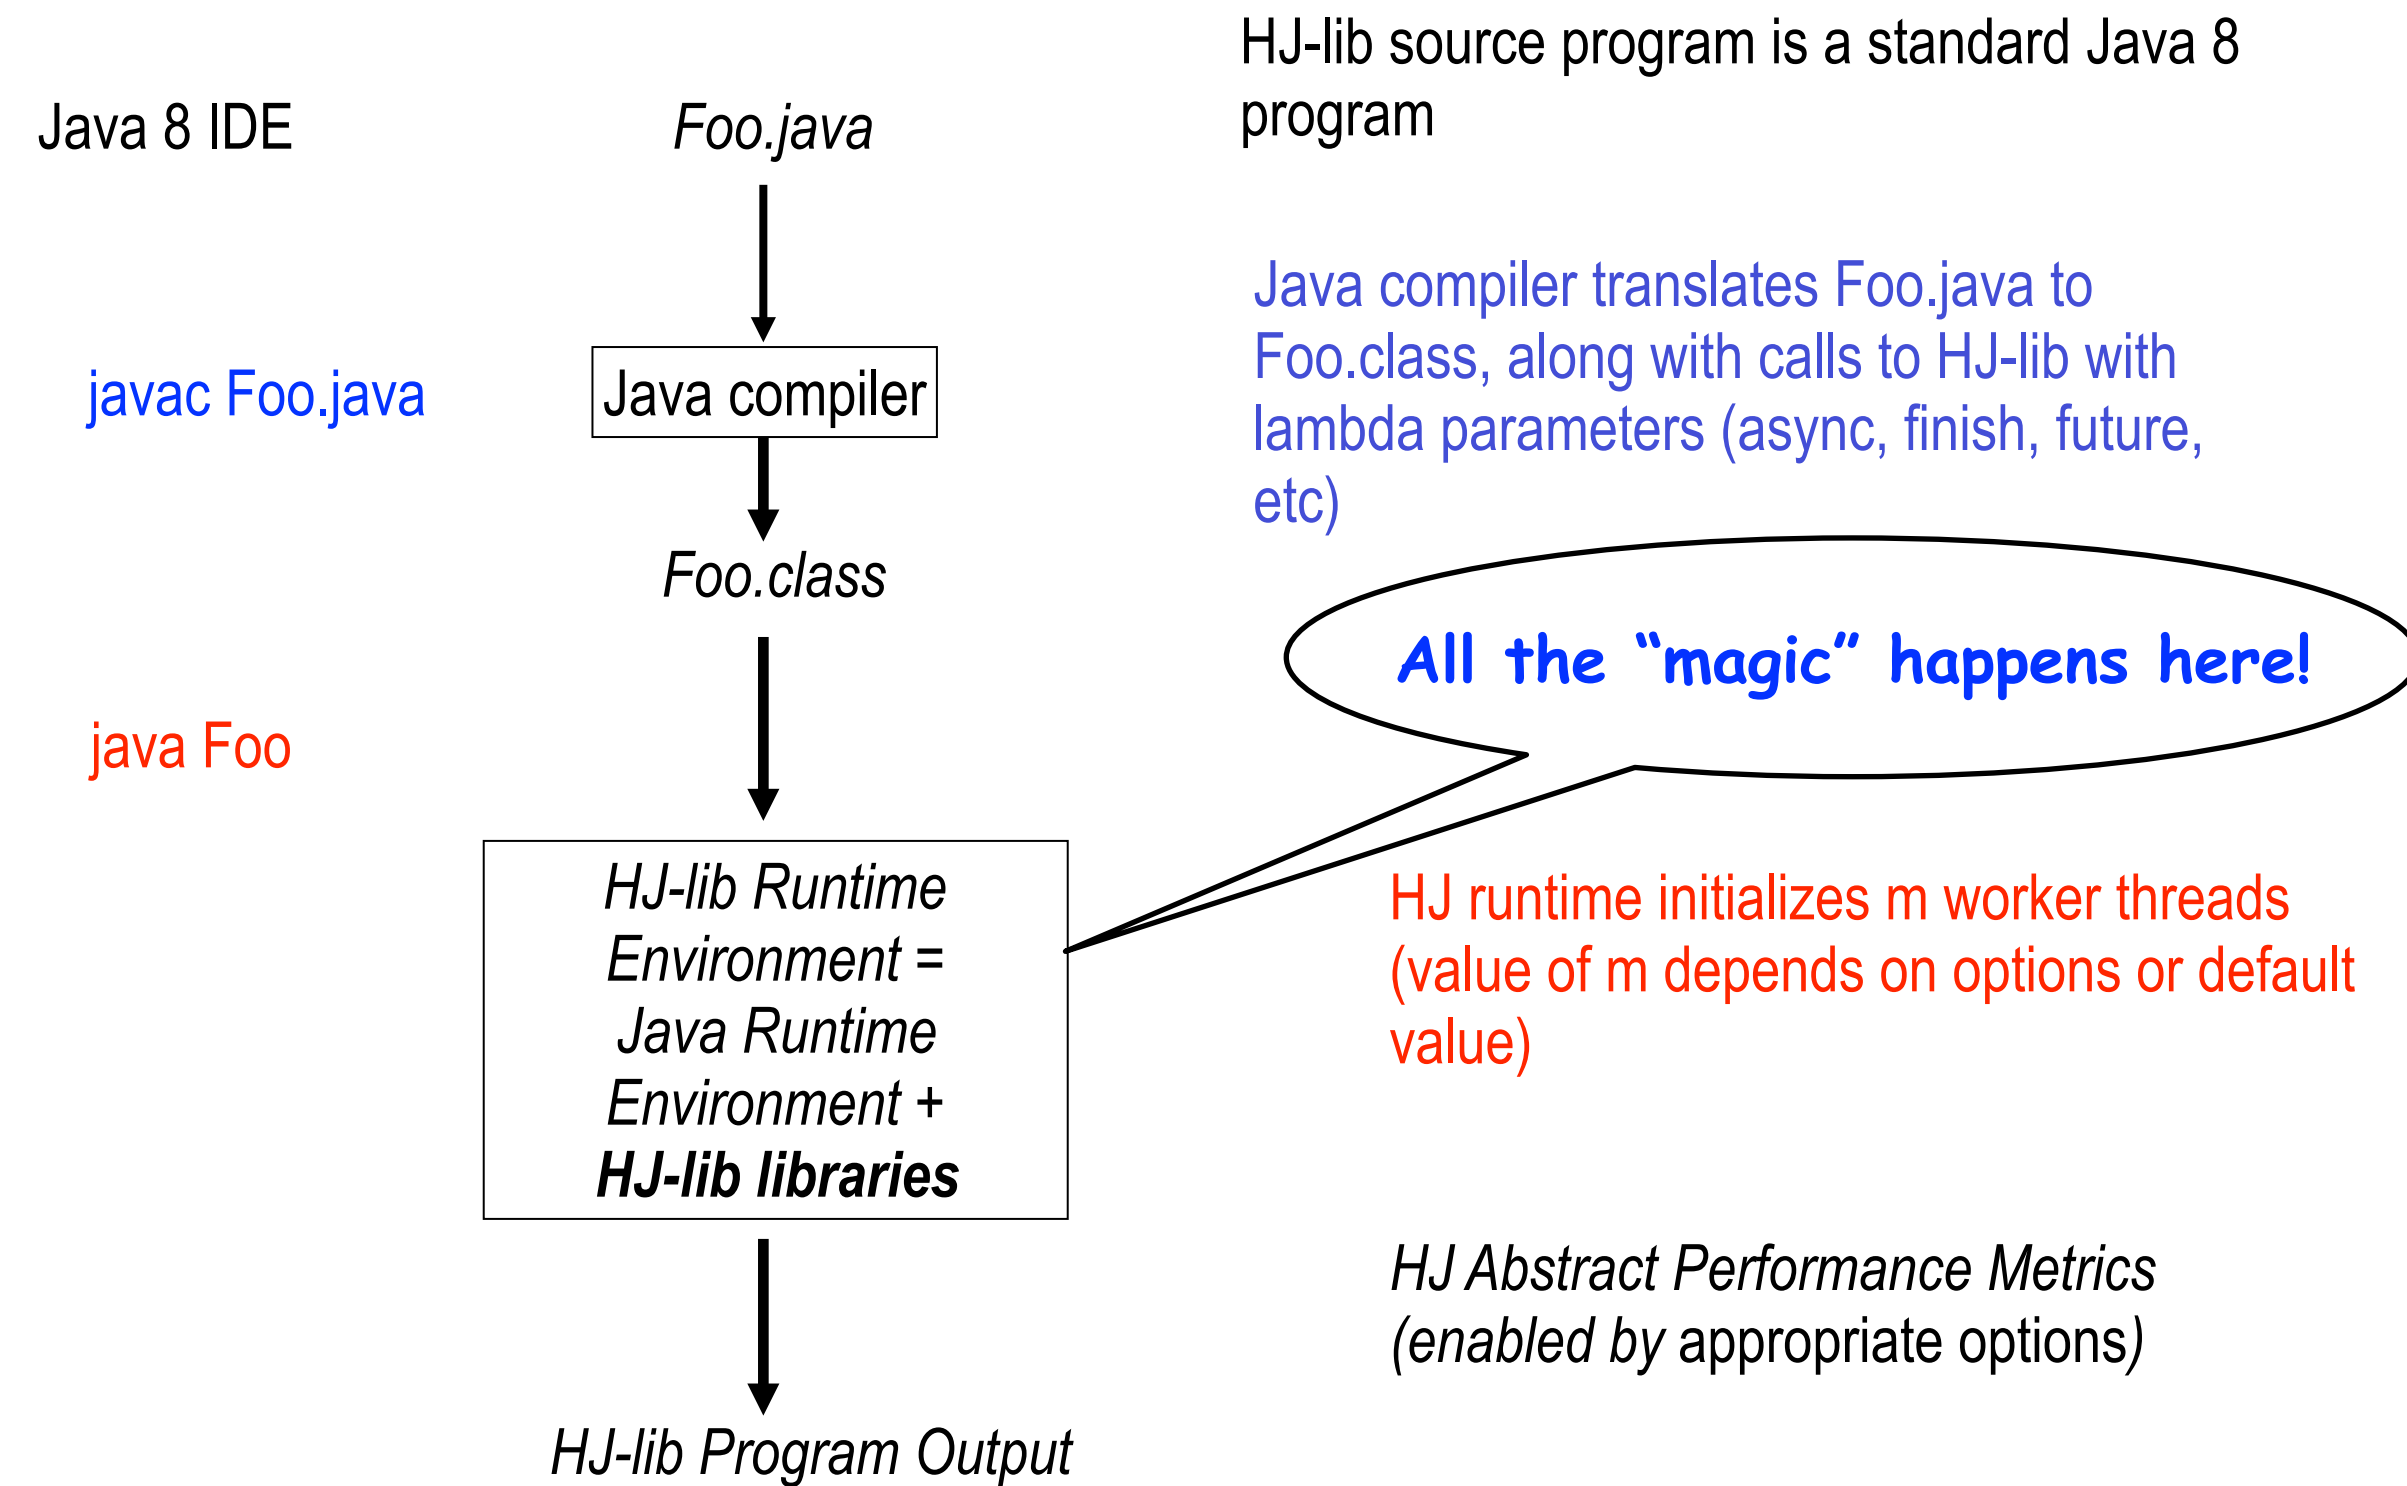 HJ-lib source program is a standard Java 8
program
Java 8 IDE
Foo.java
Java compiler translates Foo.java to
Foo.class, along with calls to HJ-lib with
lambda parameters (async, finish, future,
etc)
javac Foo.java
Java compiler
Foo.class
All the “magic” happens here!
java Foo
HJ-lib Runtime
Environment =
Java Runtime
Environment +
HJ-lib libraries
HJ runtime initializes m worker threads
(value of m depends on options or default
value)
HJ Abstract Performance Metrics
(enabled by appropriate options)
HJ-lib Program Output